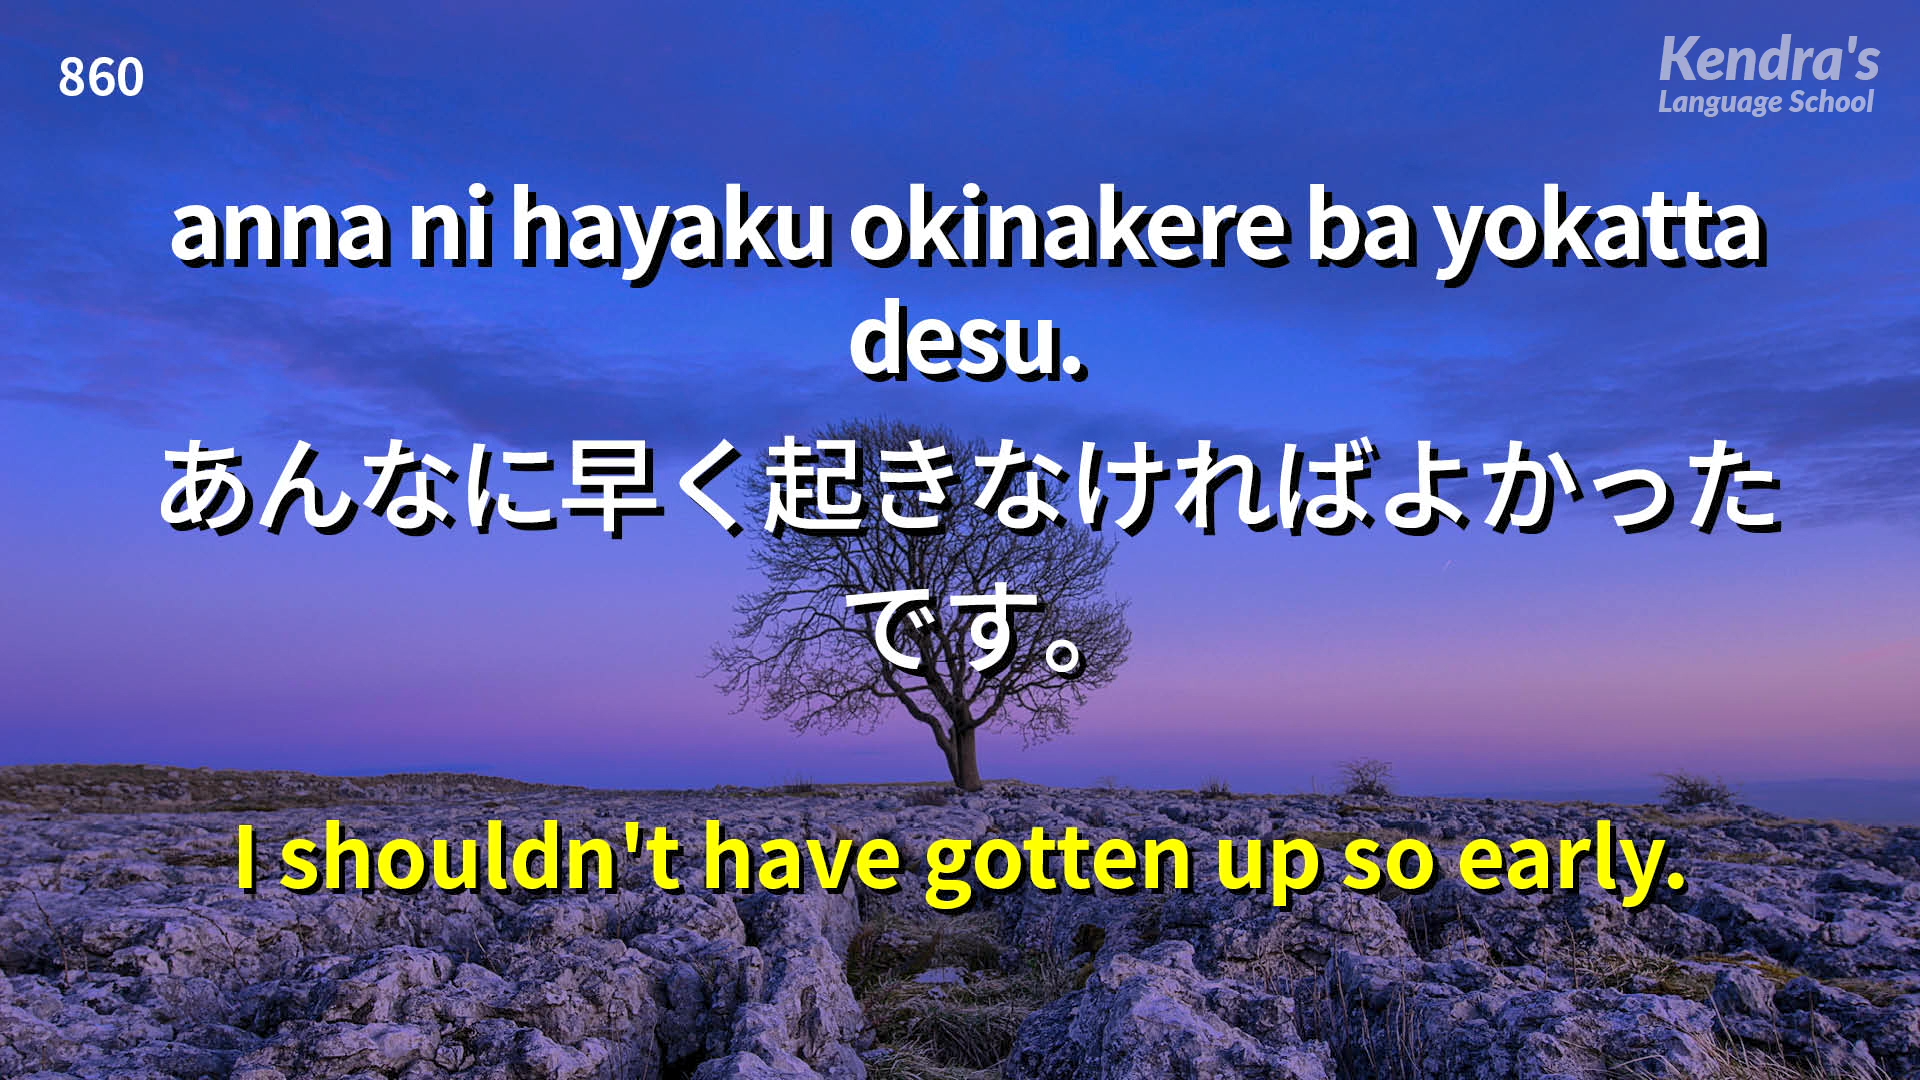 860
Kendra's
Language School
anna ni hayaku okinakere ba yokatta
desu.
あんなに早く起きなければよかった
です。
I shouldn't have gotten up so early.